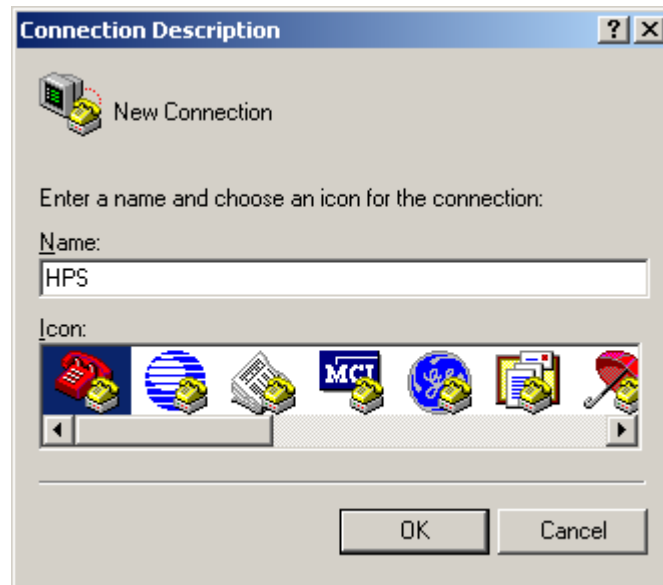 Connection Description
New Connection
Enter a name and choose an icon for the connection:
Name:
HPS
Icon:
MCI
OK Cancel